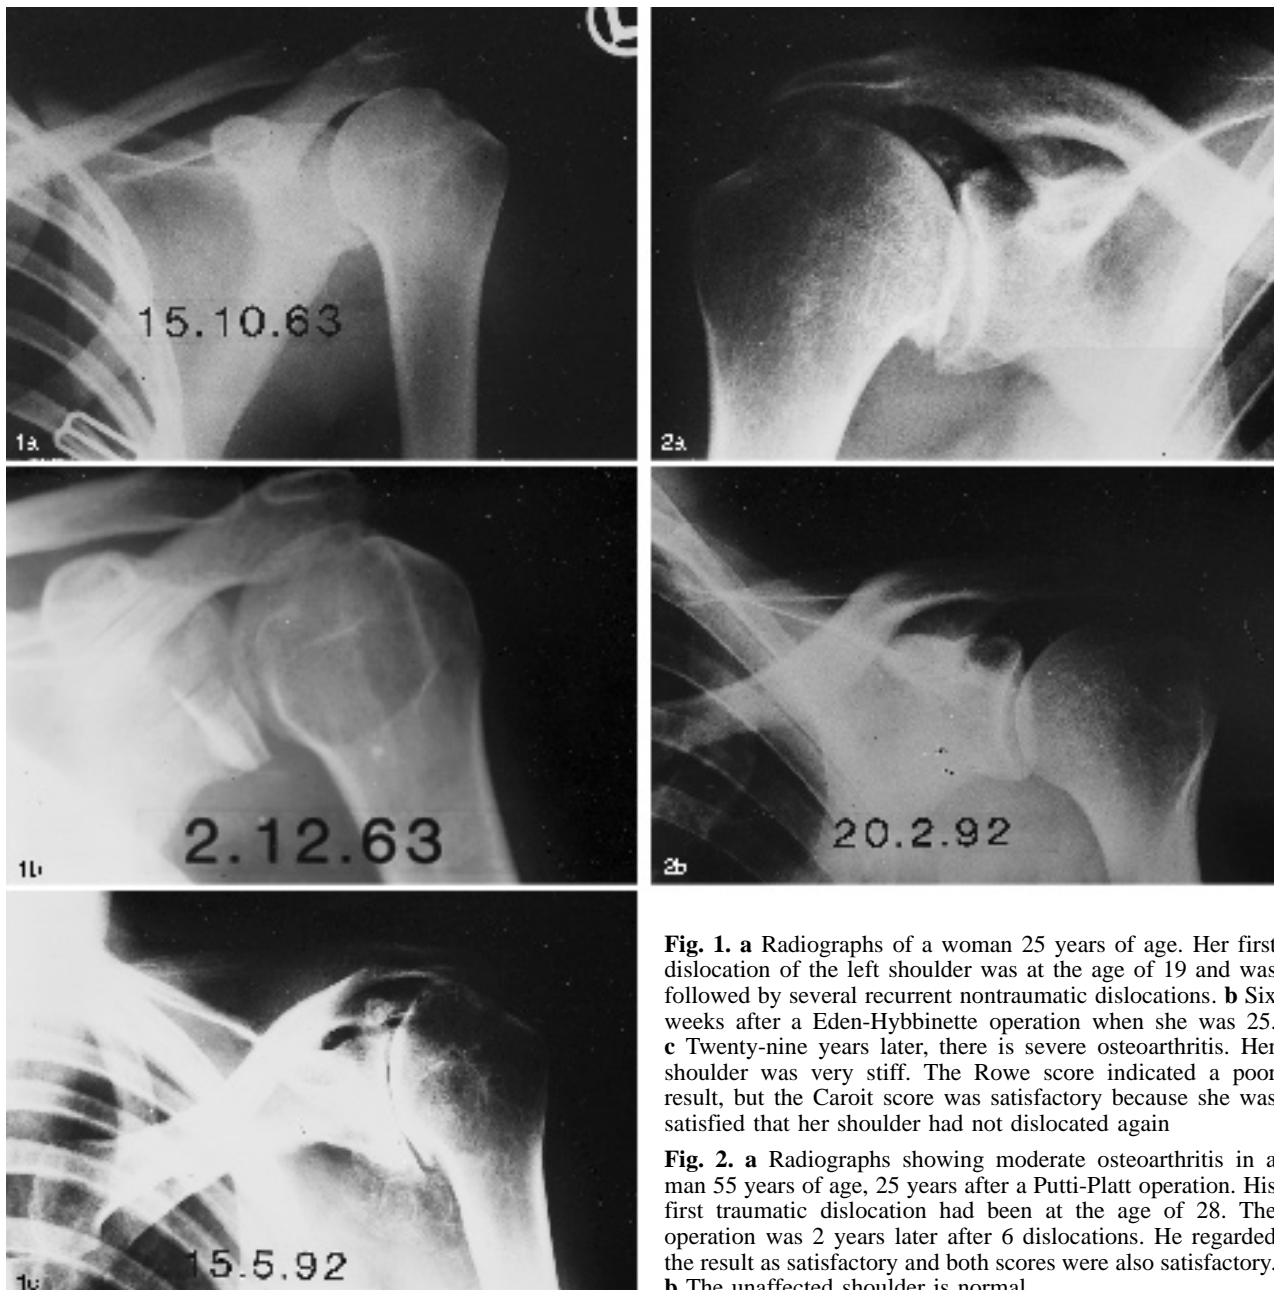 L
15.10.63
1a
2a
2.12.63
1b
20.2.92
2b
15.5.92
1c
Fig. 1. a Radiographs of a woman 25 years of age. Her first
dislocation of the left shoulder was at the age of 19 and was
followed by several recurrent nontraumatic dislocations. b Six
weeks after a Eden-Hybbinette operation when she was 25.
c Twenty-nine years later, there is severe osteoarthritis. Her
shoulder was very stiff. The Rowe score indicated a poor
result, but the Caroit score was satisfactory because she was
satisfied that her shoulder had not dislocated again
Fig. 2. a Radiographs showing moderate osteoarthritis in a
man 55 years of age, 25 years after a Putti-Platt operation. His
first traumatic dislocation had been at the age of 28. The
operation was 2 years later after 6 dislocations. He regarded
the result as satisfactory and both scores were also satisfactory.
b The unaffected shoulder is normal